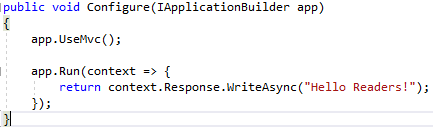 public void Configure(IApplicationBuilder app)
{
    app.UseMvc();
    app.Run(context => {
        return context.Response.WriteAsync("Hello Readers!");
    });
}